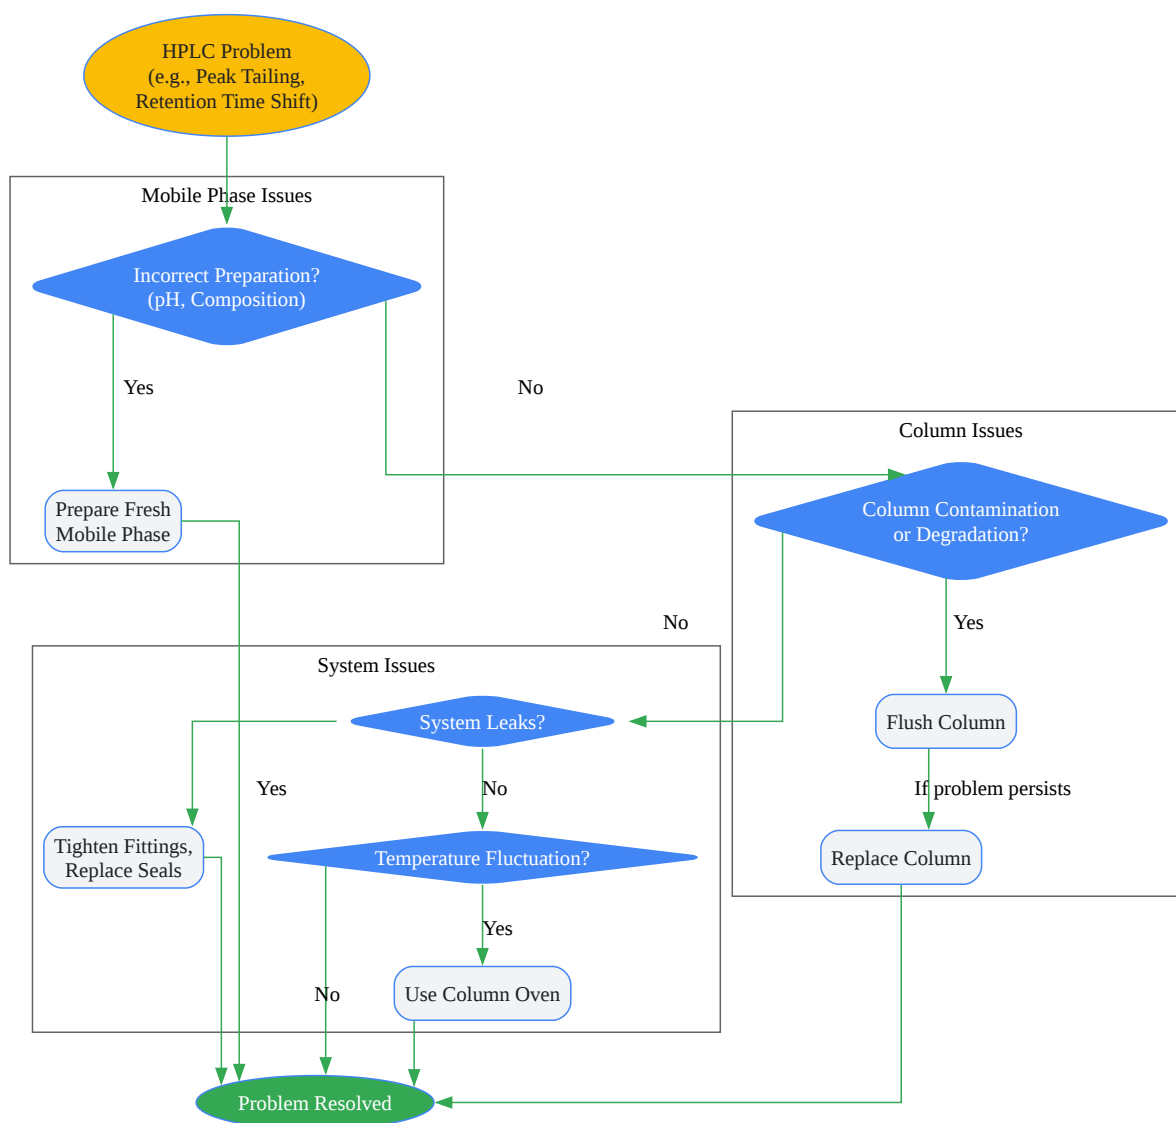 HPLC Problem
(e.g., Peak Tailing,
Retention Time Shift)
Mobile Phase Issues
Incorrect Preparation?
(pH, Composition)
Yes
No
Prepare Fresh
Mobile Phase
Column Issues
Column Contamination
or Degradation?
No
Yes
System Issues
System Leaks?
Flush Column
Yes
No
If problem persists
Tighten Fittings,
Replace Seals
Temperature Fluctuation?
Replace Column
Yes
No
Use Column Oven
Problem Resolved